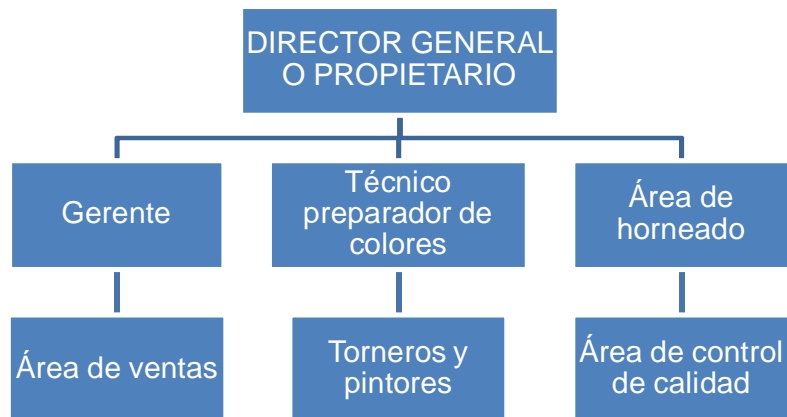 DIRECTOR GENERAL
O PROPIETARIO
Gerente
Técnico
preparador de
colores
Área de
horneado
Área de ventas
Torneros y
pintores
Área de control
de calidad